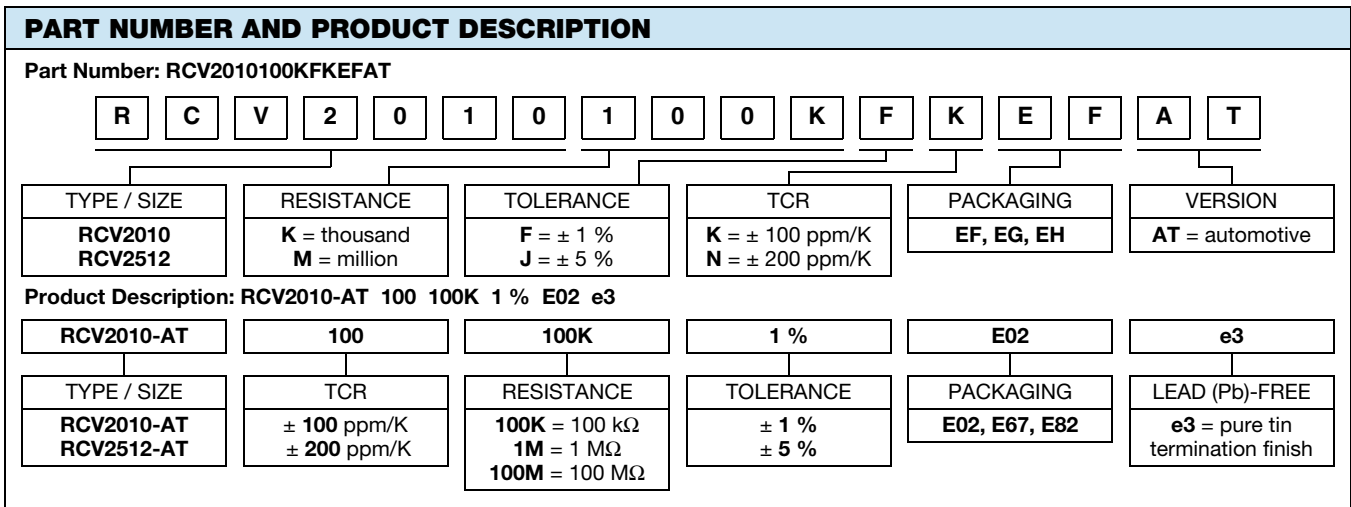 PART NUMBER AND PRODUCT DESCRIPTION
Part Number: RCV2010100KFKEFAT
R C V 2 0 1 0 1 0 0 K F K E F A T
TYPE / SIZE RESISTANCE TOLERANCE TCR PACKAGING VERSION
RCV2010 K = thousand F = ± 1 % K = ± 100 ppm/K EF, EG, EH AT = automotive
RCV2512 M = million J = ± 5 % N = ± 200 ppm/K
Product Description: RCV2010-AT 100 100K 1 % E02 e3
RCV2010-AT 100 100K 1 % E02 e3
TYPE / SIZE TCR RESISTANCE TOLERANCE PACKAGING LEAD (Pb)-FREE
RCV2010-AT ± 100 ppm/K 100K = 100 kΩ ± 1 % E02, E67, E82 e3 = pure tin
RCV2512-AT ± 200 ppm/K 1M = 1 MΩ ± 5 % termination finish
100M = 100 MΩ